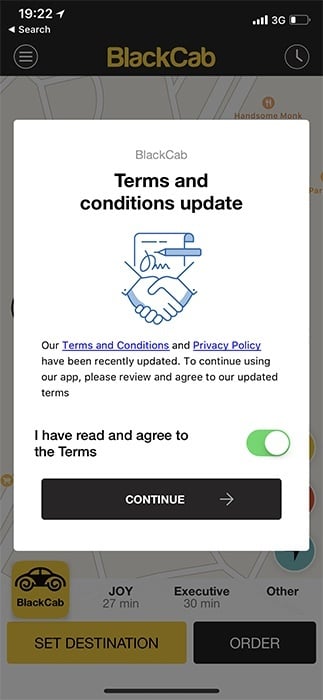 19:22
Search
3G
BlackCab
Handsome Monk
Par
BlackCab
Terms and
conditions update
Our Terms and Conditions and Privacy Policy
have been recently updated. To continue using
our app, please review and agree to our updated
terms
I have read and agree to
the Terms
CONTINUE
JOY Executive Other
27 min 30 min
BlackCab
SET DESTINATION ORDER